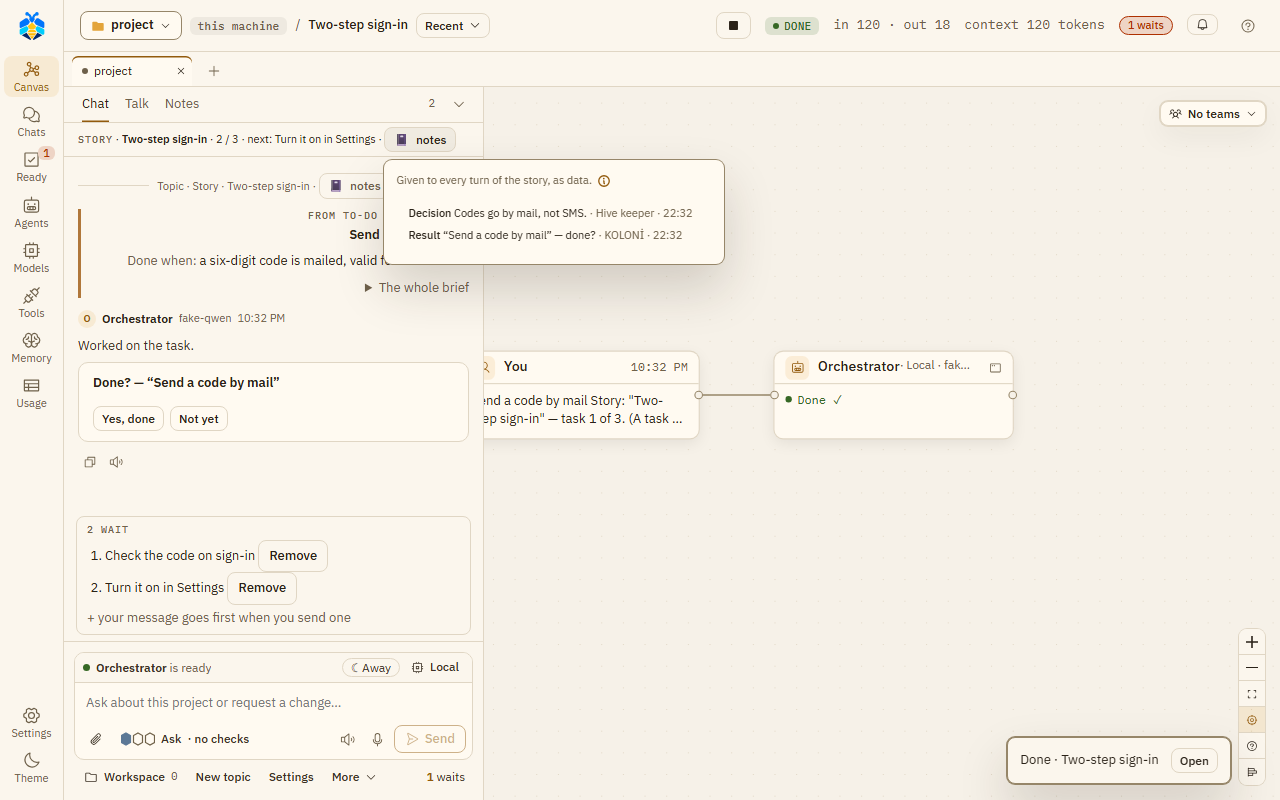 project
this machine
/
Two-step sign-in
Recent
DONE
in 120 · out 18
context 120 tokens
1 waits
project
Canvas
Chats
1
Ready
Agents
Models
Tools
Memory
Usage
Settings
Theme
Chat
Talk
Notes
2
STORY · Two-step sign-in · 2 / 3 · next: Turn it on in Settings ·
notes
Topic · Story · Two-step sign-in ·
notes
Given to every turn of the story, as data.
Decision Codes go by mail, not SMS. · Hive keeper · 22:32
Result “Send a code by mail” — done? · KOLONİ · 22:32
FROM TO-DO
Send
Done when: a six-digit code is mailed, valid
The whole brief
O
Orchestrator fake-qwen 10:32 PM
Worked on the task.
Done? — “Send a code by mail”
Yes, done
Not yet
2 WAIT
1. Check the code on sign-in
Remove
2. Turn it on in Settings
Remove
+ your message goes first when you send one
Orchestrator is ready
Away
Local
Ask about this project or request a change…
Ask · no checks
Send
Workspace 0
New topic
Settings
More
1 waits
No teams
You
10:32 PM
end a code by mail Story: "Two-
ep sign-in" — task 1 of 3. (A task …
Orchestrator · Local · fak…
Done ✓
Done · Two-step sign-in
Open